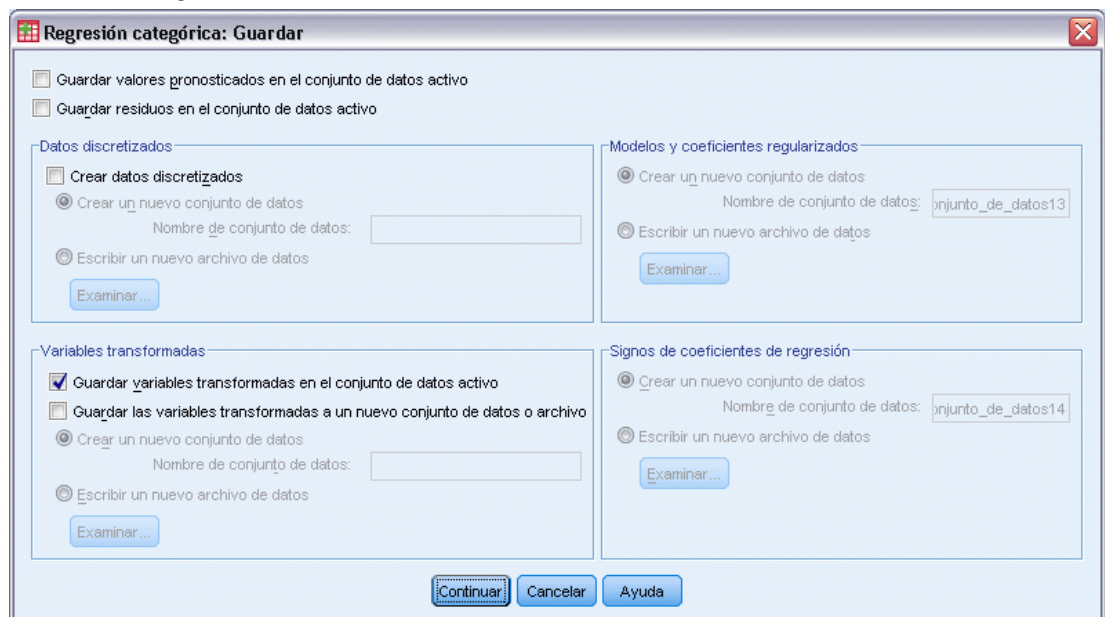 Regresión categórica: Guardar
Guardar valores pronosticados en el conjunto de datos activo
Guardar residuos en el conjunto de datos activo
Datos discretizados
Crear datos discretizados
Crear un nuevo conjunto de datos
Nombre de conjunto de datos:
Escribir un nuevo archivo de datos
Examinar...
Modelos y coeficientes regularizados
Crear un nuevo conjunto de datos
Nombre de conjunto de datos: onjunto_de_datos13
Escribir un nuevo archivo de datos
Examinar...
Variables transformadas
Guardar variables transformadas en el conjunto de datos activo
Guardar las variables transformadas a un nuevo conjunto de datos o archivo
Crear un nuevo conjunto de datos
Nombre de conjunto de datos:
Escribir un nuevo archivo de datos
Examinar...
Signos de coeficientes de regresión
Crear un nuevo conjunto de datos
Nombre de conjunto de datos: onjunto_de_datos14
Escribir un nuevo archivo de datos
Examinar...
Continuar Cancelar Ayuda